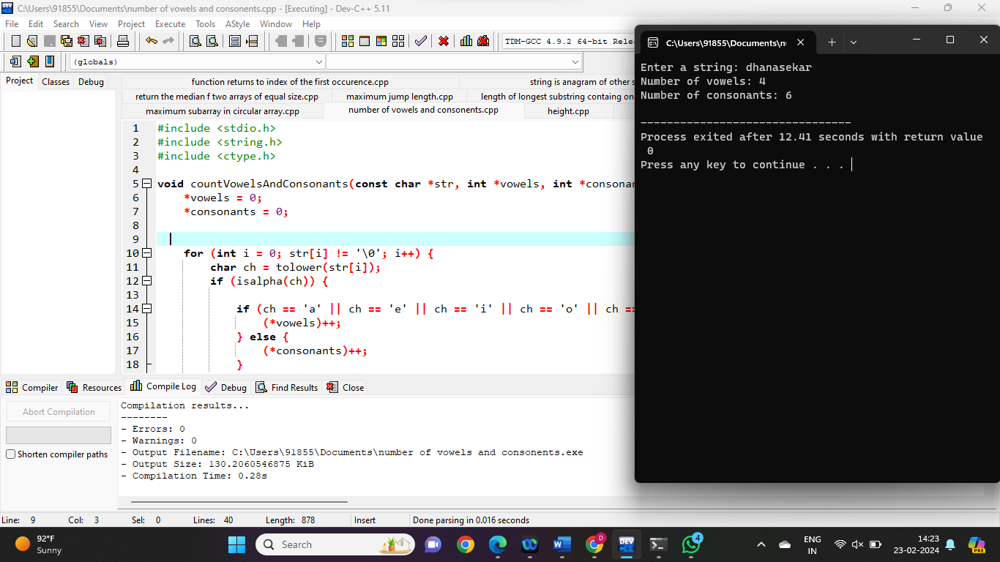 C:\Users\91855\Documents\number of vowels and consonents.cpp - [Executing] - Dev-C++ 5.11
File Edit Search View Project Execute Tools AStyle Window Help
TDM-GCC 4.9.2 64-bit Rele
(globals)
Project Classes Debug
function returns to index of the first occurence.cpp string is anagram of other s
return the median f two arrays of equal size.cpp maximum jump length.cpp length of longest substring containg on
maximum subarray in circular array.cpp number of vowels and consonents.cpp height.cpp
1 #include <stdio.h>
2 #include <string.h>
3 #include <ctype.h>
4
5 void countVowelsAndConsonants(const char *str, int *vowels, int *consonan
6 *vowels = 0;
7 *consonants = 0;
8
9
10 for (int i = 0; str[i] != '\0'; i++) {
11 char ch = tolower(str[i]);
12 if (isalpha(ch)) {
13
14 if (ch == 'a' || ch == 'e' || ch == 'i' || ch == 'o' || ch ==
15 (*vowels)++;
16 } else {
17 (*consonants)++;
18 }
C:\Users\91855\Documents\nu
Enter a string: dhanasekar
Number of vowels: 4
Number of consonants: 6
--------------------------------
Process exited after 12.41 seconds with return value
0
Press any key to continue . . .
Compiler Resources Compile Log Debug Find Results Close
Abort Compilation
Shorten compiler paths
Compilation results...
--------
- Errors: 0
- Warnings: 0
- Output Filename: C:\Users\91855\Documents\number of vowels and consonents.exe
- Output Size: 130.2060546875 KiB
- Compilation Time: 0.28s
Line: 9 Col: 3 Sel: 0 Lines: 40 Length: 878 Insert Done parsing in 0.016 seconds
92°F
Sunny
Search
D
DEV
4
ENG
IN
14:23
23-02-2024
PRE